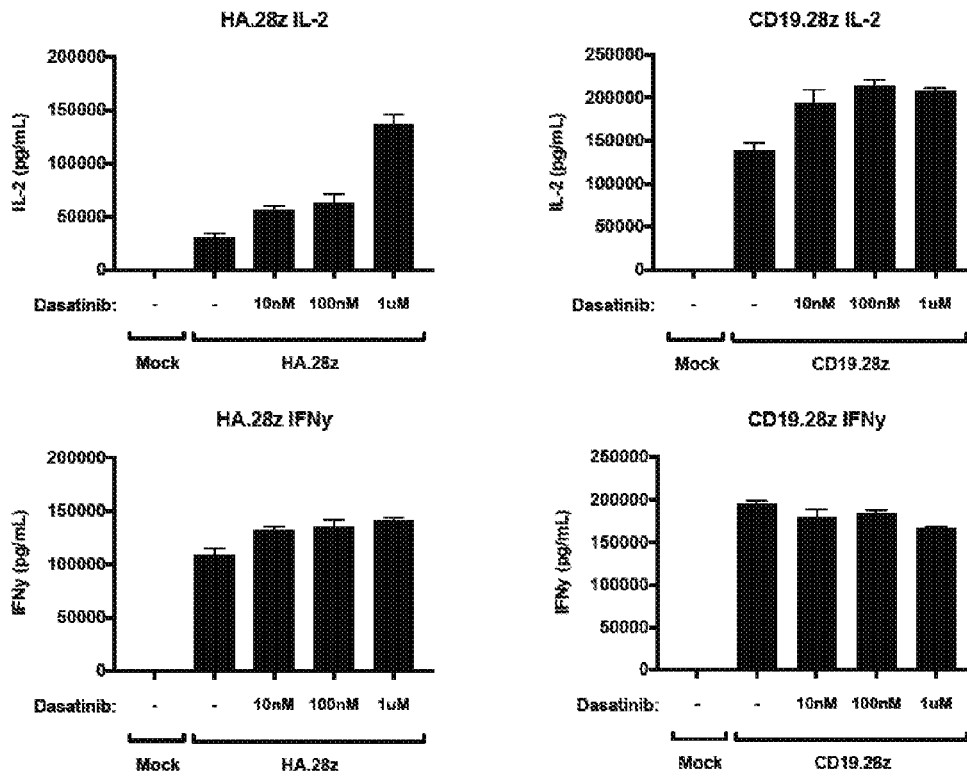 HA.28z IL-2
IL-2 (pg/mL)
200000
150000
100000
50000
0
Dasatinib: - - 10nM 100nM 1uM
Mock HA.28z
CD19.28z IL-2
IL-2 (pg/mL)
250000
200000
150000
100000
50000
0
Dasatinib: - - 10nM 100nM 1uM
Mock CD19.28z
HA.28z IFNy
IFNy (pg/mL)
200000
150000
100000
50000
0
Dasatinib: - - 10nM 100nM 1uM
Mock HA.28z
CD19.28z IFNy
IFNy (pg/mL)
250000
200000
150000
100000
50000
0
Dasatinib: - - 10nM 100nM 1uM
Mock CD19.28z